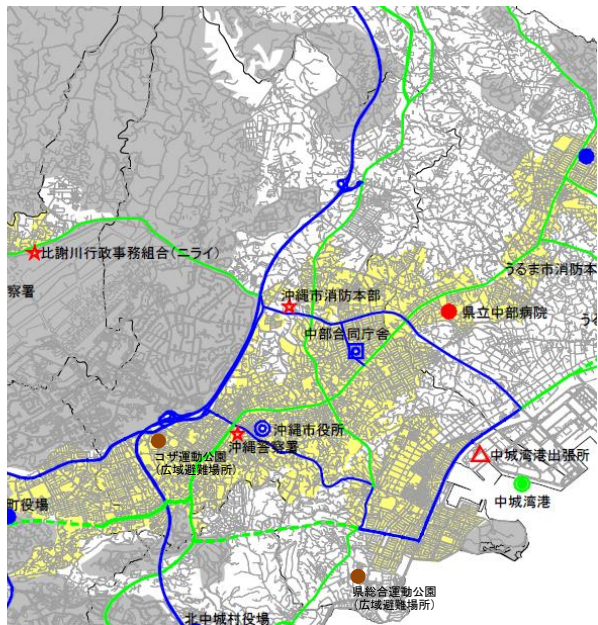 比謝川行政事務組合(ニライ)
うるま市消防本
察署
沖縄市消防本部
県立中部病院
うる
中部合同庁舎
沖縄市役所
沖縄警察署
中城湾港出張所
コザ運動公園
(広域避難場所)
中城湾港
町役場
県総合運動公園
(広域避難場所)
北中城村役場